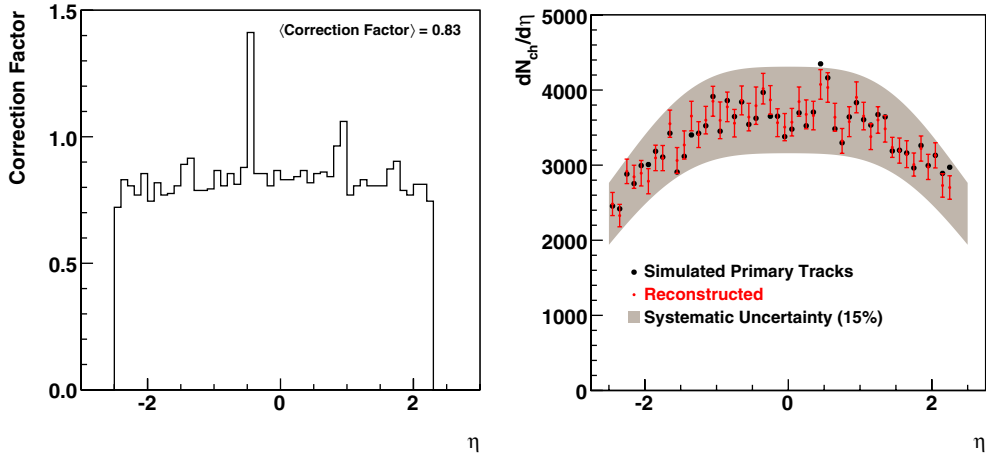 Correction Factor
1.5
1.0
0.5
0.0
⟨Correction Factor⟩ = 0.83
-2
0
2
η
dN_ch/dη
5000
4000
3000
2000
1000
0
Simulated Primary Tracks
Reconstructed
Systematic Uncertainty (15%)
-2
0
2
η